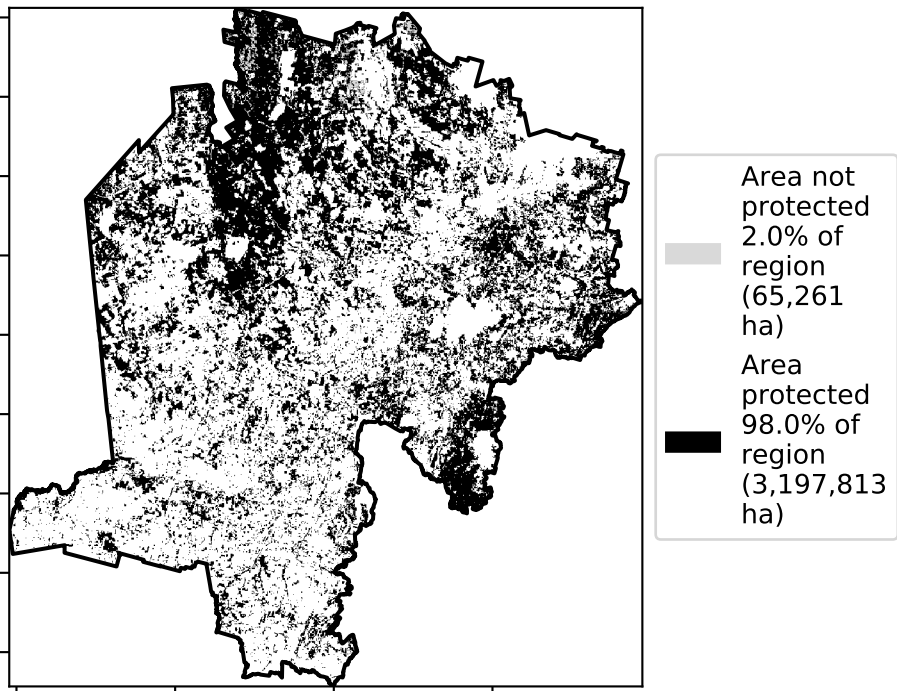 Area not
protected
2.0% of
region
(65,261
ha)
Area
protected
98.0% of
region
(3,197,813
ha)